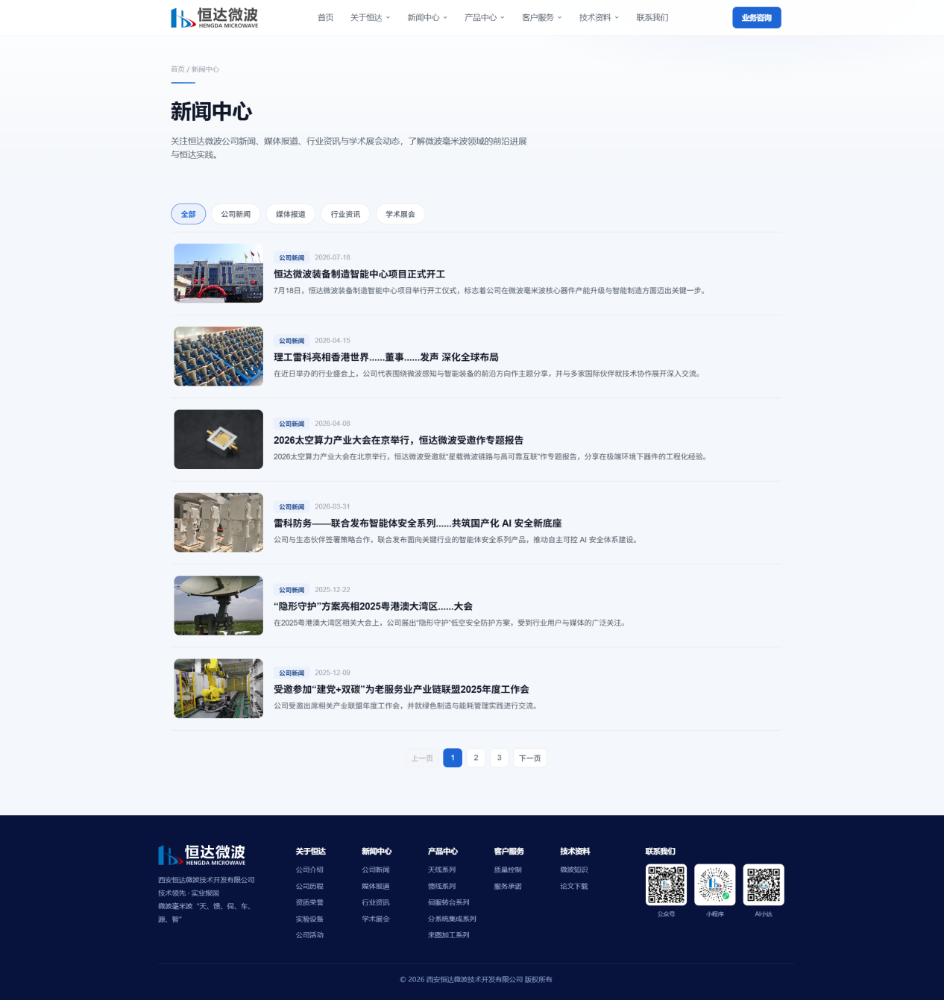 恒达微波
HENGDA MICROWAVE
首页 关于恒达 新闻中心 产品中心 客户服务 技术资料 联系我们 业务咨询
首页 / 新闻中心
新闻中心
关注恒达微波公司新闻、媒体报道、行业资讯与学术展会动态，了解微波毫米波领域的前沿进展
与恒达实践。
全部 公司新闻 媒体报道 行业资讯 学术展会
公司新闻 2026-07-18
恒达微波装备制造智能中心项目正式开工
7月18日，恒达微波装备制造智能中心项目举行开工仪式，标志着公司在微波毫米波核心器件产能升级与智能制造方面迈出关键一步。
公司新闻 2026-04-15
理工雷科亮相香港世界......董事......发声 深化全球布局
在近日举办的行业盛会上，公司代表围绕微波感知与智能装备的前沿方向作主题分享，并与多家国际伙伴就技术协作展开深入交流。
公司新闻 2026-04-08
2026太空算力产业大会在京举行，恒达微波受邀作专题报告
2026太空算力产业大会在北京举行，恒达微波受邀就“星载微波链路与高可靠互联”作专题报告，分享在极端环境下器件的工程化经验。
公司新闻 2026-03-31
雷科防务——联合发布智能体安全系列......共筑国产化 AI 安全新底座
公司与生态伙伴签署策略合作，联合发布面向关键行业的智能体安全系列产品，推动自主可控 AI 安全体系建设。
公司新闻 2025-12-22
“隐形守护”方案亮相2025粤港澳大湾区......大会
在2025粤港澳大湾区相关大会上，公司展出“隐形守护”低空安全防护方案，受到行业用户与媒体的广泛关注。
公司新闻 2025-12-09
受邀参加“建党+双碳”为老服务业产业链联盟2025年度工作会
公司受邀出席相关产业联盟年度工作会，并就绿色制造与能耗管理实践进行交流。
上一页 1 2 3 下一页
恒达微波
HENGDA MICROWAVE
西安恒达微波技术开发有限公司
技术领先 · 实业报国
微波毫米波“天、馈、伺、车、
源、智”
关于恒达
公司介绍
公司历程
资质荣誉
实验设备
公司活动
新闻中心
公司新闻
媒体报道
行业资讯
学术展会
产品中心
天线系列
馈线系列
伺服转台系列
分系统集成系列
来图加工系列
客户服务
质量控制
服务承诺
技术资料
微波知识
论文下载
联系我们
公众号 小程序 AI小达
© 2026 西安恒达微波技术开发有限公司 版权所有